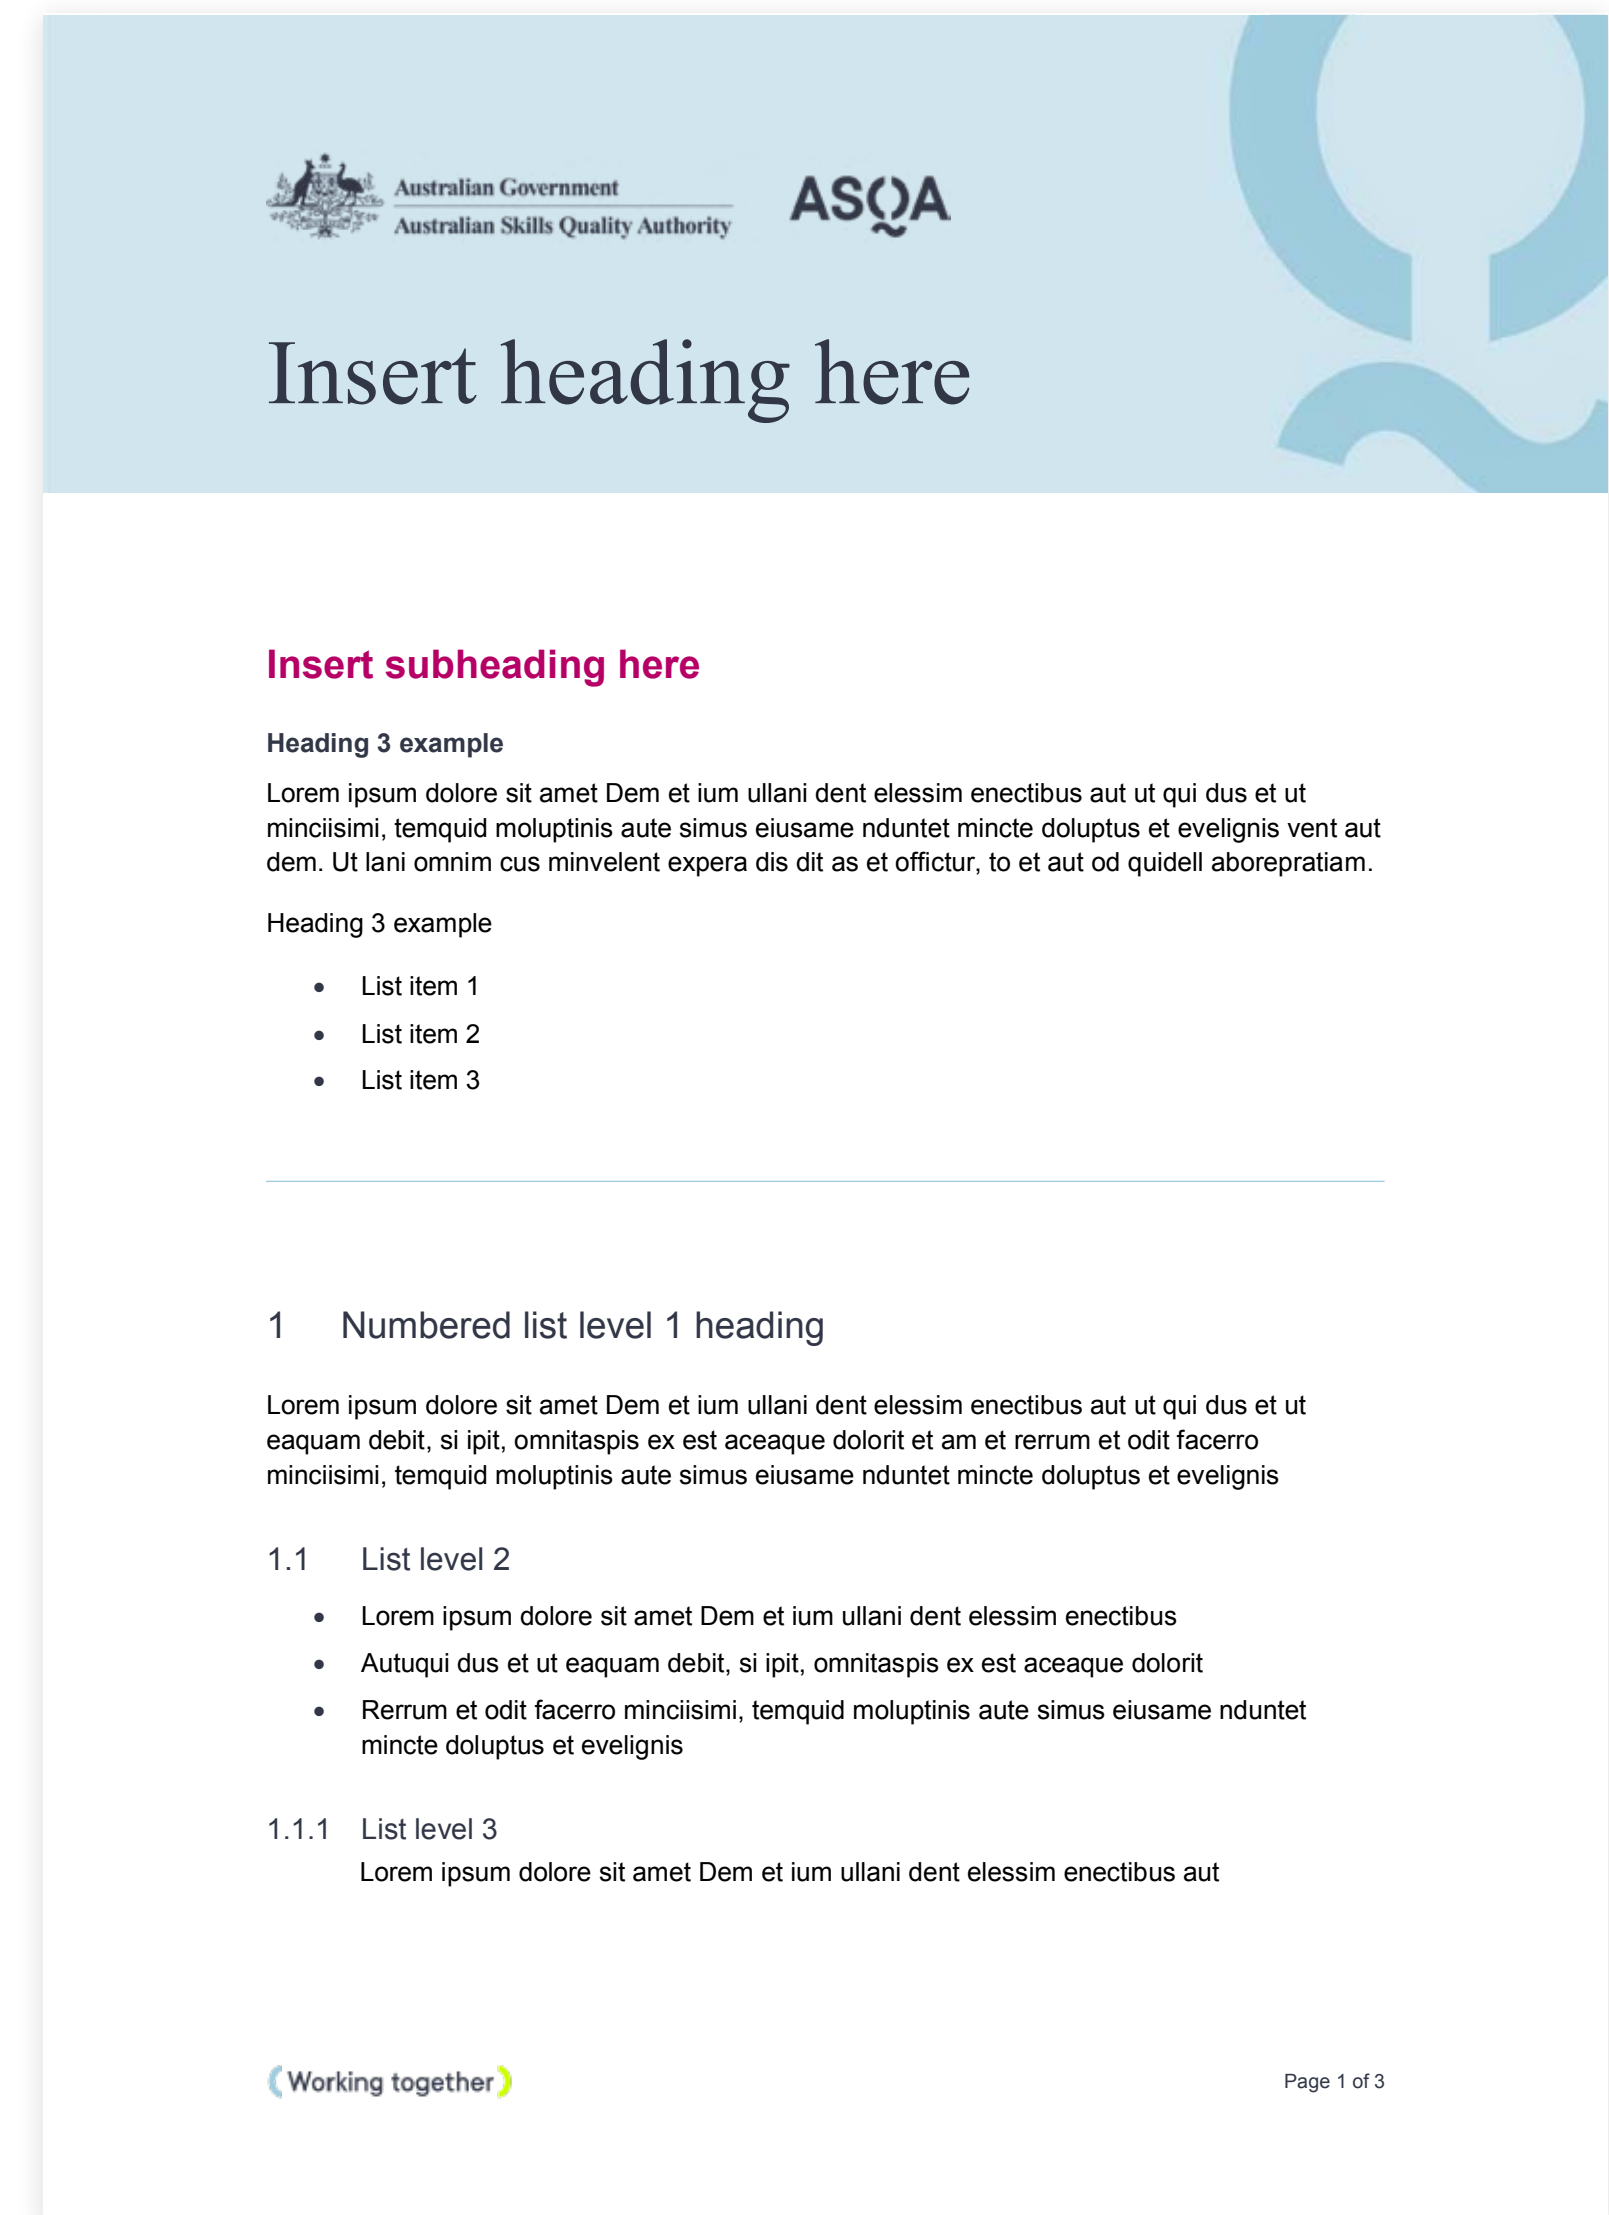 Australian Government
Australian Skills Quality Authority
ASQA
Insert heading here
Insert subheading here
Heading 3 example
Lorem ipsum dolore sit amet Dem et ium ullani dent elessim enectibus aut ut qui dus et ut
minciisimi, temquid moluptinis aute simus eiusame nduntet mincte doluptus et evelignis vent aut
dem. Ut lani omnim cus minvelent expera dis dit as et offictur, to et aut od quidell aborepratiam.
Heading 3 example
• List item 1
• List item 2
• List item 3
1 Numbered list level 1 heading
Lorem ipsum dolore sit amet Dem et ium ullani dent elessim enectibus aut ut qui dus et ut
eaquam debit, si ipit, omnitaspis ex est aceaque dolorit et am et rerrum et odit facerro
minciisimi, temquid moluptinis aute simus eiusame nduntet mincte doluptus et evelignis
1.1 List level 2
• Lorem ipsum dolore sit amet Dem et ium ullani dent elessim enectibus
• Autuqui dus et ut eaquam debit, si ipit, omnitaspis ex est aceaque dolorit
• Rerrum et odit facerro minciisimi, temquid moluptinis aute simus eiusame nduntet
mincte doluptus et evelignis
1.1.1 List level 3
Lorem ipsum dolore sit amet Dem et ium ullani dent elessim enectibus aut
(Working together)
Page 1 of 3